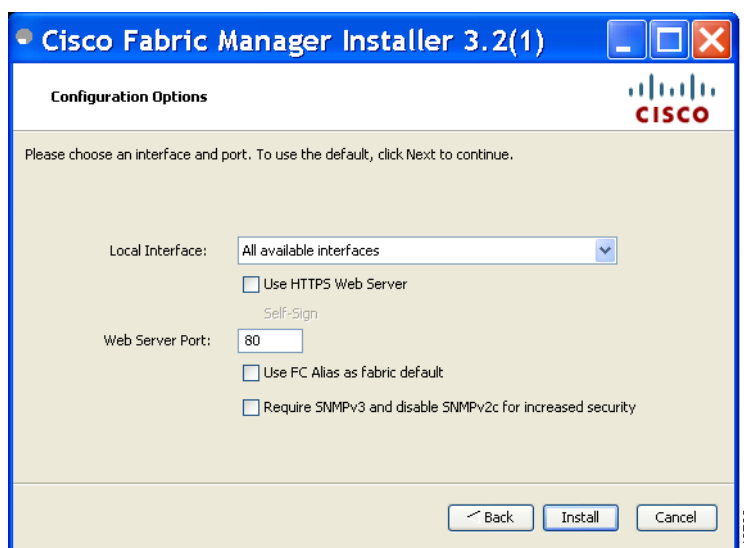 Cisco Fabric Manager Installer 3.2(1)
Configuration Options
CISCO
Please choose an interface and port. To use the default, click Next to continue.
Local Interface: All available interfaces
Use HTTPS Web Server
Self-Sign
Web Server Port: 80
Use FC Alias as fabric default
Require SNMPv3 and disable SNMPv2c for increased security
Back Install Cancel